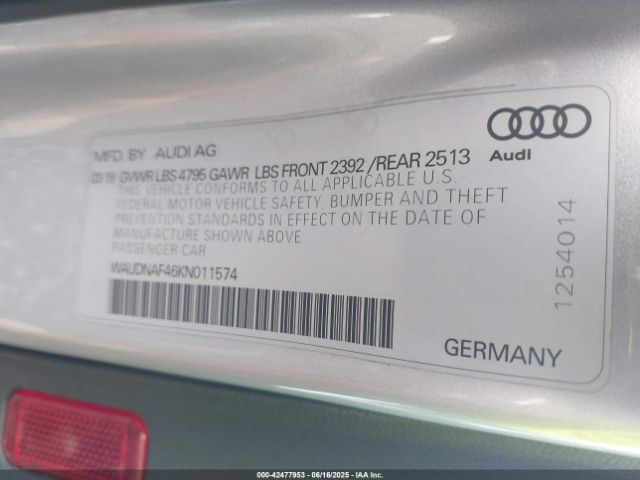 MFD. BY AUDI AG
09 19 GVWR LBS 4795 GAWR LBS FRONT 2392 /REAR 2513
THIS VEHICLE CONFORMS TO ALL APPLICABLE U.S.
FEDERAL MOTOR VEHICLE SAFETY, BUMPER AND THEFT
PREVENTION STANDARDS IN EFFECT ON THE DATE OF
MANUFACTURE SHOWN ABOVE
PASSENGER CAR
WAUDNAF46KN011574
Audi
1254014
GERMANY
000-42477953 - 06/16/2025 - IAA Inc.